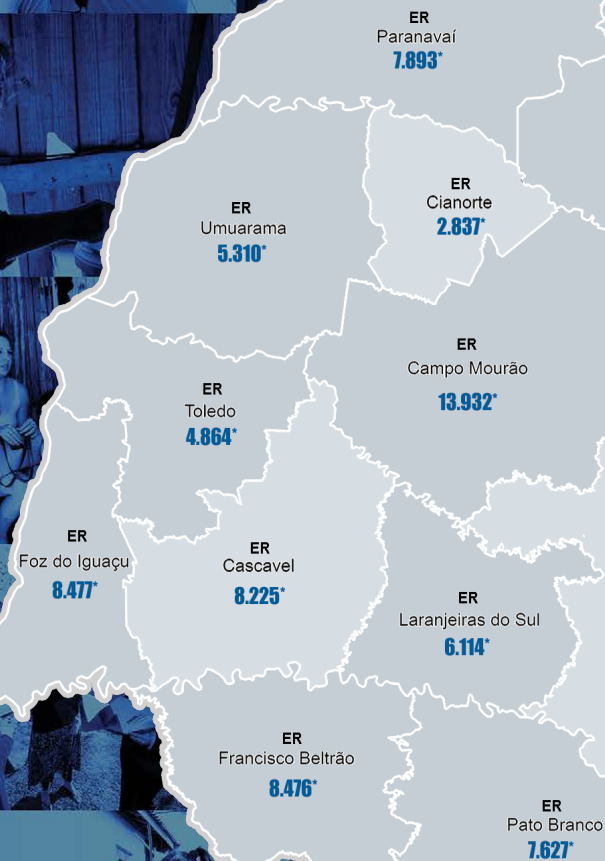 ER
Paranavaí
7.893*
ER
Cianorte
2.837*
ER
Umuarama
5.310*
ER
Campo Mourão
13.932*
ER
Toledo
4.864*
ER
Foz do Iguaçu
8.477*
ER
Cascavel
8.225*
ER
Laranjeiras do Sul
6.114*
ER
Francisco Beltrão
8.476*
ER
Pato Branco
7.627*